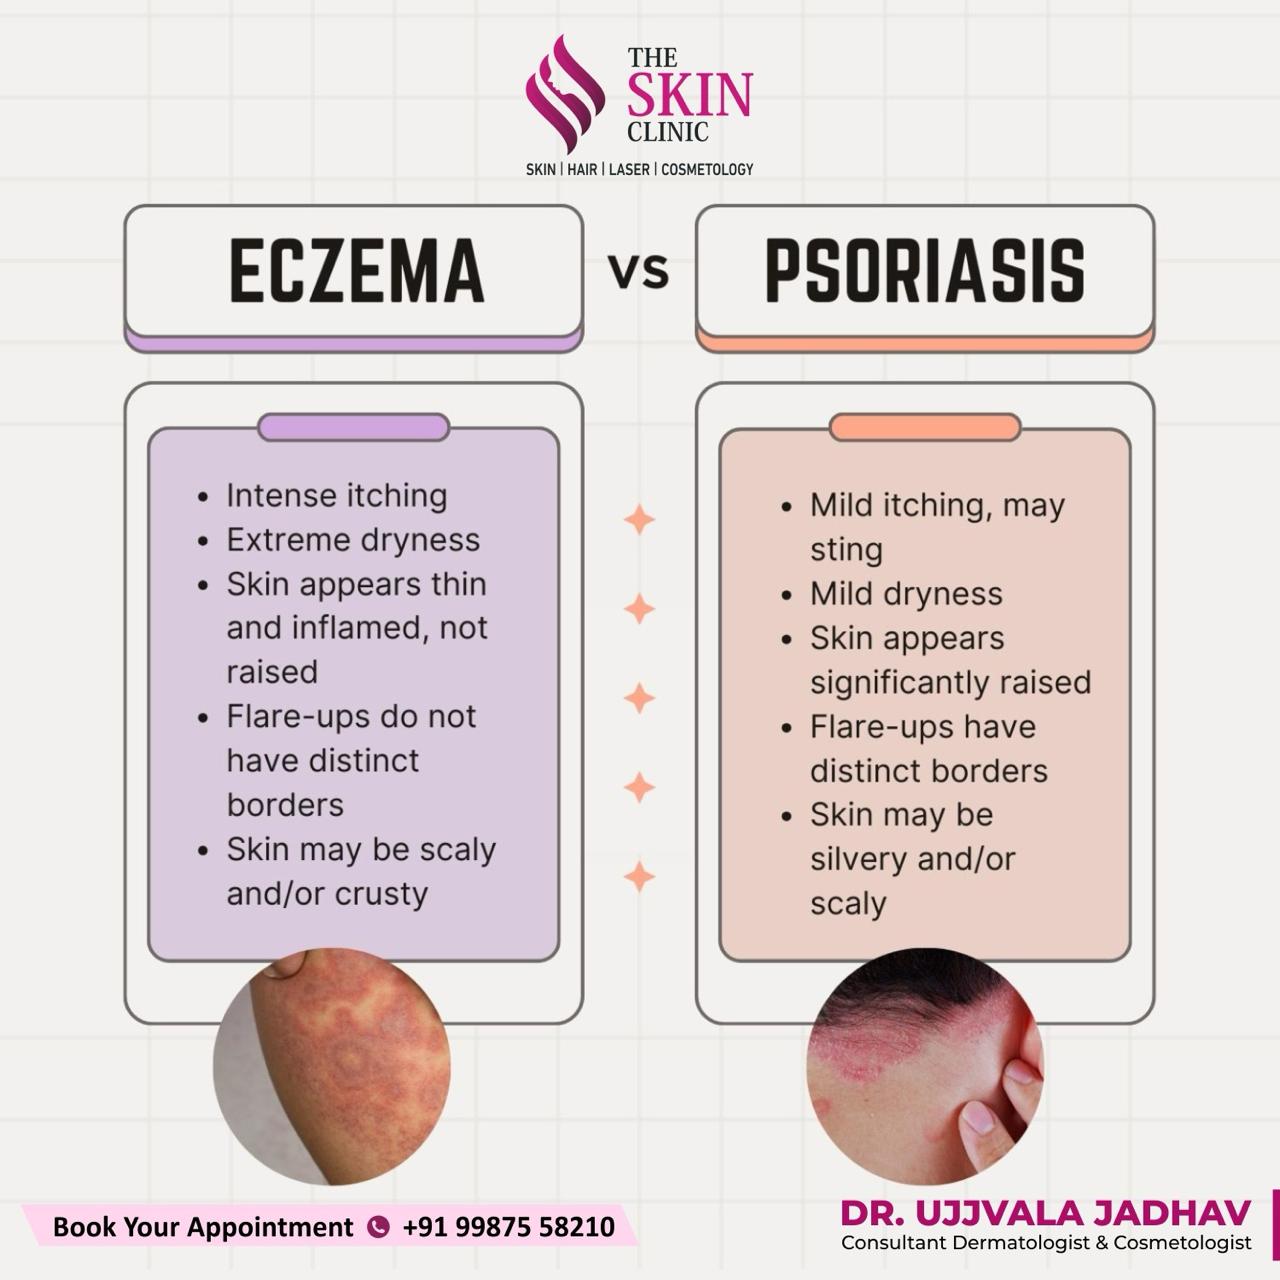 THE
SKIN
CLINIC
SKIN | HAIR | LASER | COSMETOLOGY
ECZEMA
VS
PSORIASIS
• Intense itching
• Extreme dryness
• Skin appears thin
and inflamed, not
raised
• Flare-ups do not
have distinct
borders
• Skin may be scaly
and/or crusty
• Mild itching, may
sting
• Mild dryness
• Skin appears
significantly raised
• Flare-ups have
distinct borders
• Skin may be
silvery and/or
scaly
Book Your Appointment +91 99875 58210
DR. UJJVALA JADHAV
Consultant Dermatologist & Cosmetologist